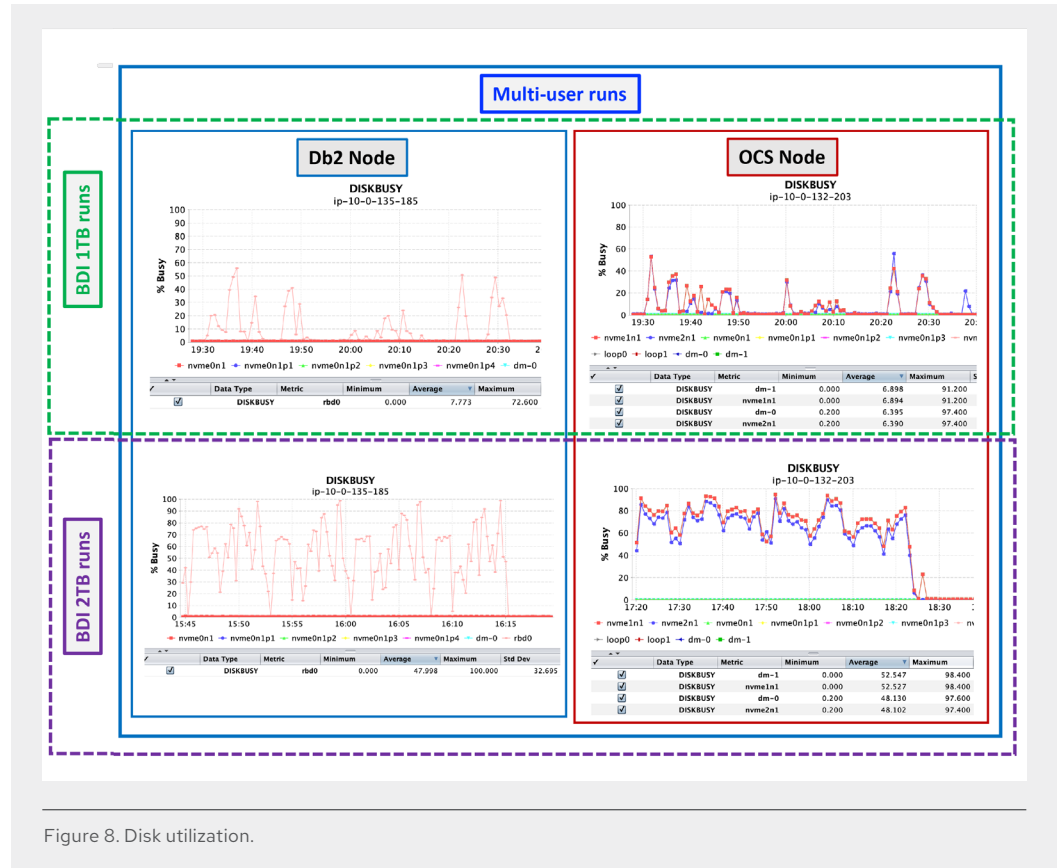 Multi-user runs
BDI 1TB runs
Db2 Node
DISKBUSY
ip-10-0-135-185
% Busy
100
90
80
70
60
50
40
30
20
10
0
19:30 19:40 19:50 20:00 20:10 20:20 20:30 2
nvme0n1 nvme0n1p1 nvme0n1p2 nvme0n1p3 nvme0n1p4 dm-0
Data Type Metric Minimum Average Maximum
DISKBUSY rbd0 0.000 7.773 72.600
OCS Node
DISKBUSY
ip-10-0-132-203
% Busy
100
80
60
40
20
0
19:30 19:40 19:50 20:00 20:10 20:20 20:30 20:
nvme1n1 nvme2n1 nvme0n1 nvme0n1p1 nvme0n1p2 nvme0n1p3 nvn
loop0 loop1 dm-0 dm-1
Data Type Metric Minimum Average Maximum S
DISKBUSY dm-1 0.000 6.898 91.200
DISKBUSY nvme1n1 0.000 6.894 91.200
DISKBUSY dm-0 0.200 6.395 97.400
DISKBUSY nvme2n1 0.200 6.390 97.400
BDI 2TB runs
DISKBUSY
ip-10-0-135-185
% Busy
100
90
80
70
60
50
40
30
20
10
0
15:45 15:50 15:55 16:00 16:05 16:10 16:15
nvme0n1 nvme0n1p1 nvme0n1p2 nvme0n1p3 nvme0n1p4 dm-0 rbd0
Data Type Metric Minimum Average Maximum Std Dev
DISKBUSY rbd0 0.000 47.998 100.000 32.695
DISKBUSY
ip-10-0-132-203
% Busy
100
80
60
40
20
0
17:20 17:30 17:40 17:50 18:00 18:10 18:20 18:30
nvme1n1 nvme2n1 nvme0n1 nvme0n1p1 nvme0n1p2 nvme0n1p3
loop0 loop1 dm-0 dm-1
Data Type Metric Minimum Average Maximum
DISKBUSY dm-1 0.000 52.547 98.400
DISKBUSY nvme1n1 0.000 52.527 98.400
DISKBUSY dm-0 0.200 48.130 97.600
DISKBUSY nvme2n1 0.200 48.102 97.400
Figure 8. Disk utilization.